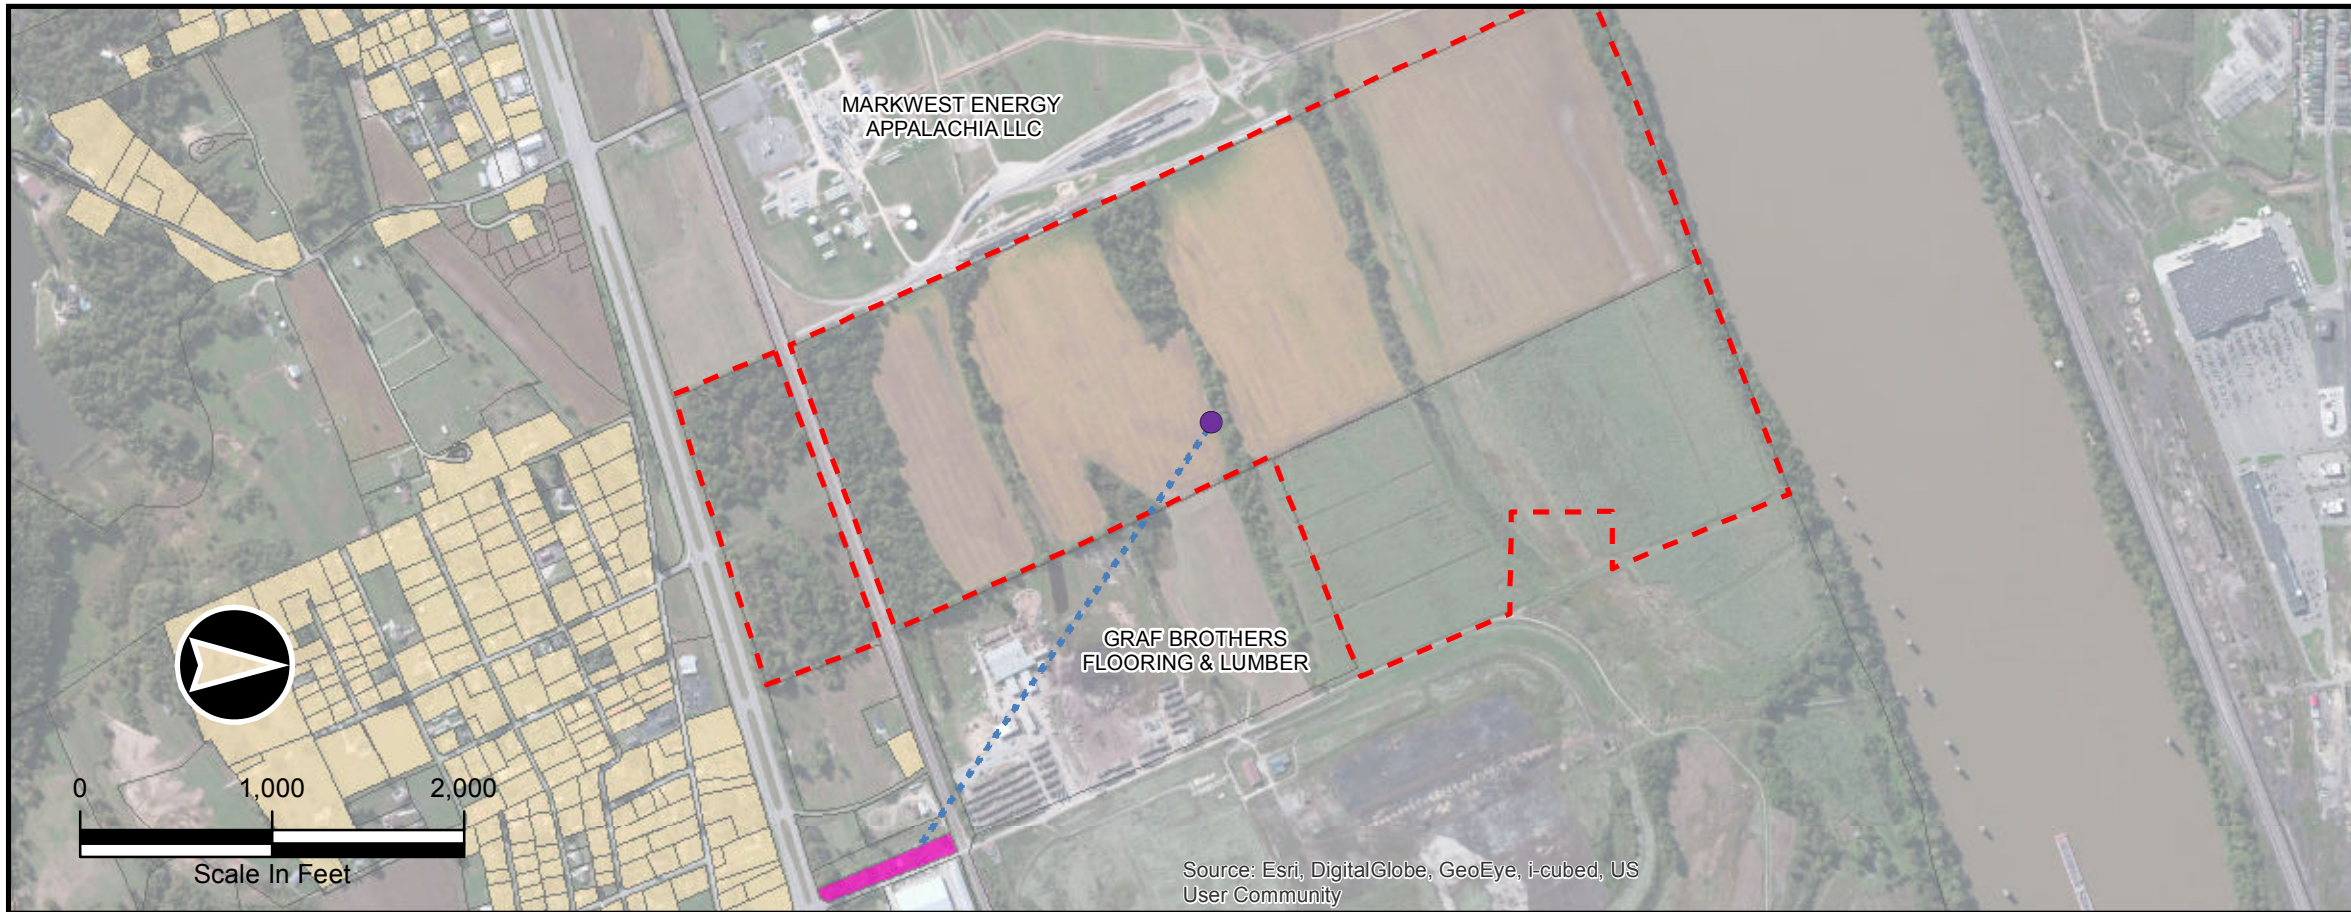 MARKWEST ENERGY
APPALACHIA LLC
GRAF BROTHERS
FLOORING & LUMBER
0 1,000 2,000
Scale In Feet
Source: Esri, DigitalGlobe, GeoEye, i-cubed, US
User Community